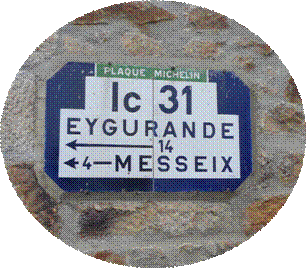 PLAQUE MICHELIN
Ic 31
EYGURANDE
14
4 MESSEIX